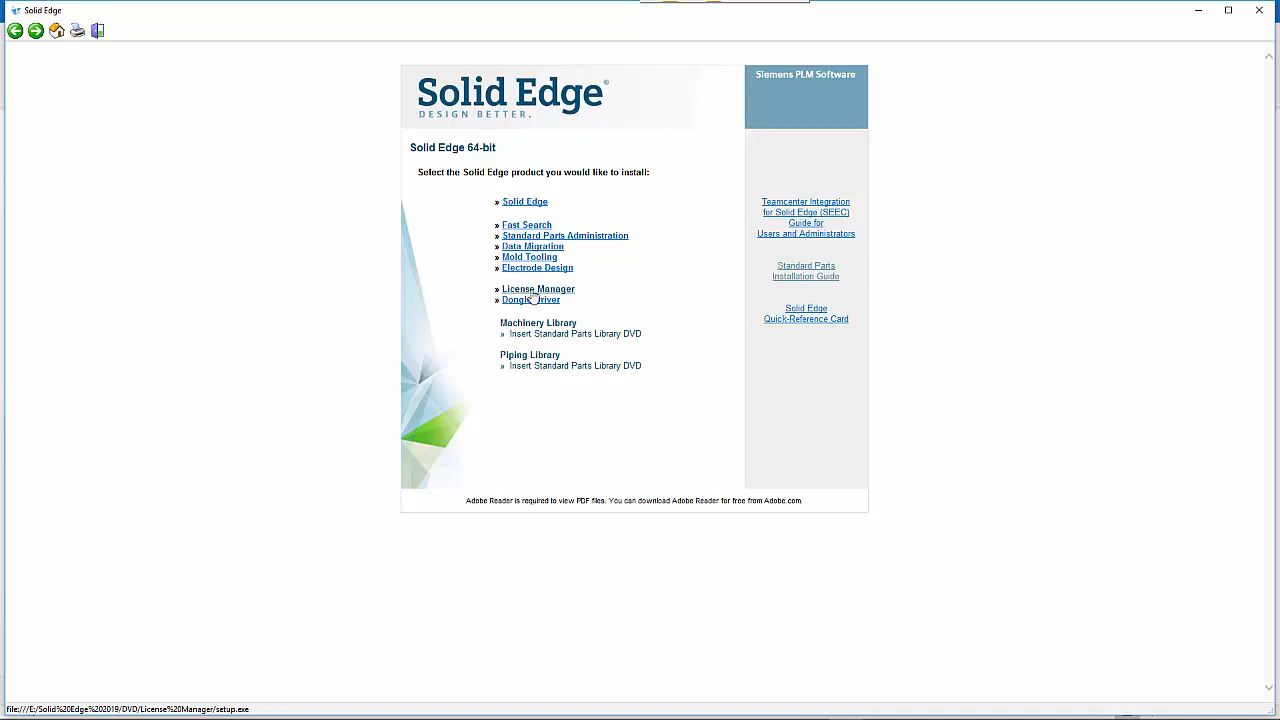 Solid Edge
Solid Edge®
DESIGN BETTER.
Siemens PLM Software
Solid Edge 64-bit
Select the Solid Edge product you would like to install:
» Solid Edge
» Fast Search
» Standard Parts Administration
» Data Migration
» Mold Tooling
» Electrode Design
» License Manager
» Dongle Driver
Machinery Library
» Insert Standard Parts Library DVD
Piping Library
» Insert Standard Parts Library DVD
Teamcenter Integration
for Solid Edge (SEEC)
Guide for
Users and Administrators
Standard Parts
Installation Guide
Solid Edge
Quick-Reference Card
Adobe Reader is required to view PDF files. You can download Adobe Reader for free from Adobe.com.
file:///E:/Solid%20Edge%202019/DVD/License%20Manager/setup.exe